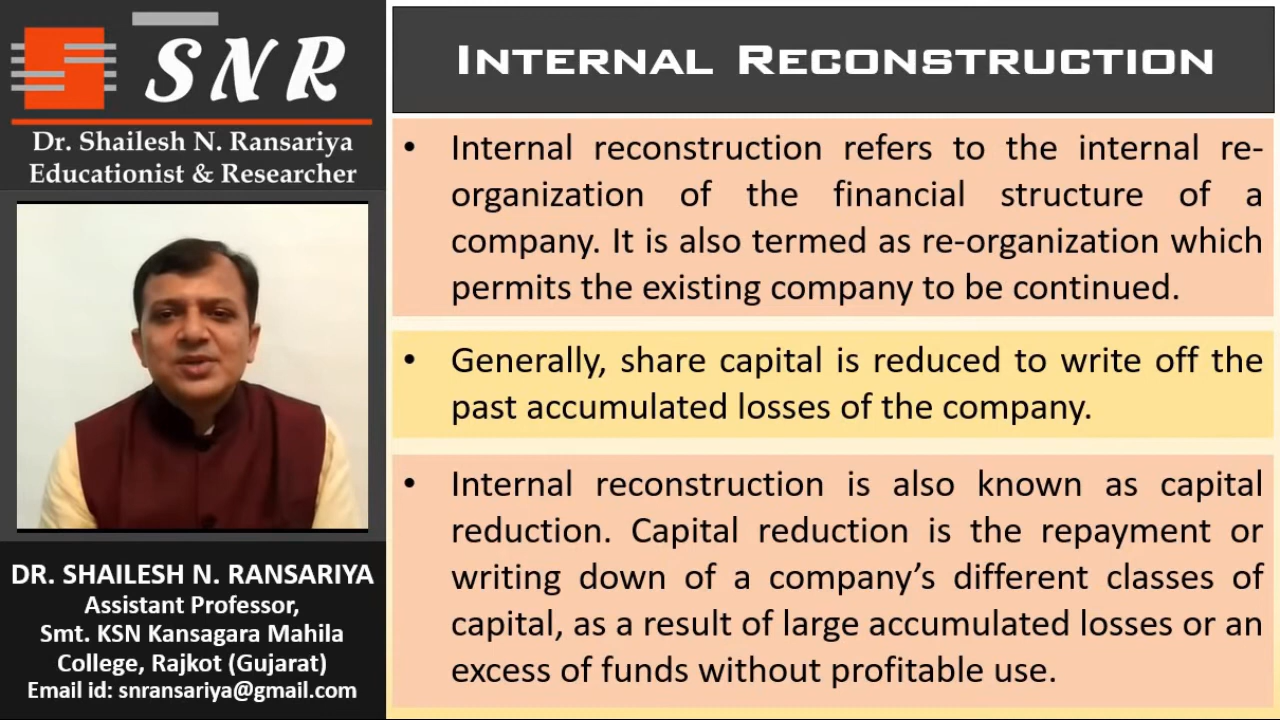 SNR
Dr. Shailesh N. Ransariya
Educationist & Researcher
DR. SHAILESH N. RANSARIYA
Assistant Professor,
Smt. KSN Kansagara Mahila
College, Rajkot (Gujarat)
Email id: snransariya@gmail.com
INTERNAL RECONSTRUCTION
• Internal reconstruction refers to the internal re-
organization of the financial structure of a
company. It is also termed as re-organization which
permits the existing company to be continued.
• Generally, share capital is reduced to write off the
past accumulated losses of the company.
• Internal reconstruction is also known as capital
reduction. Capital reduction is the repayment or
writing down of a company’s different classes of
capital, as a result of large accumulated losses or an
excess of funds without profitable use.